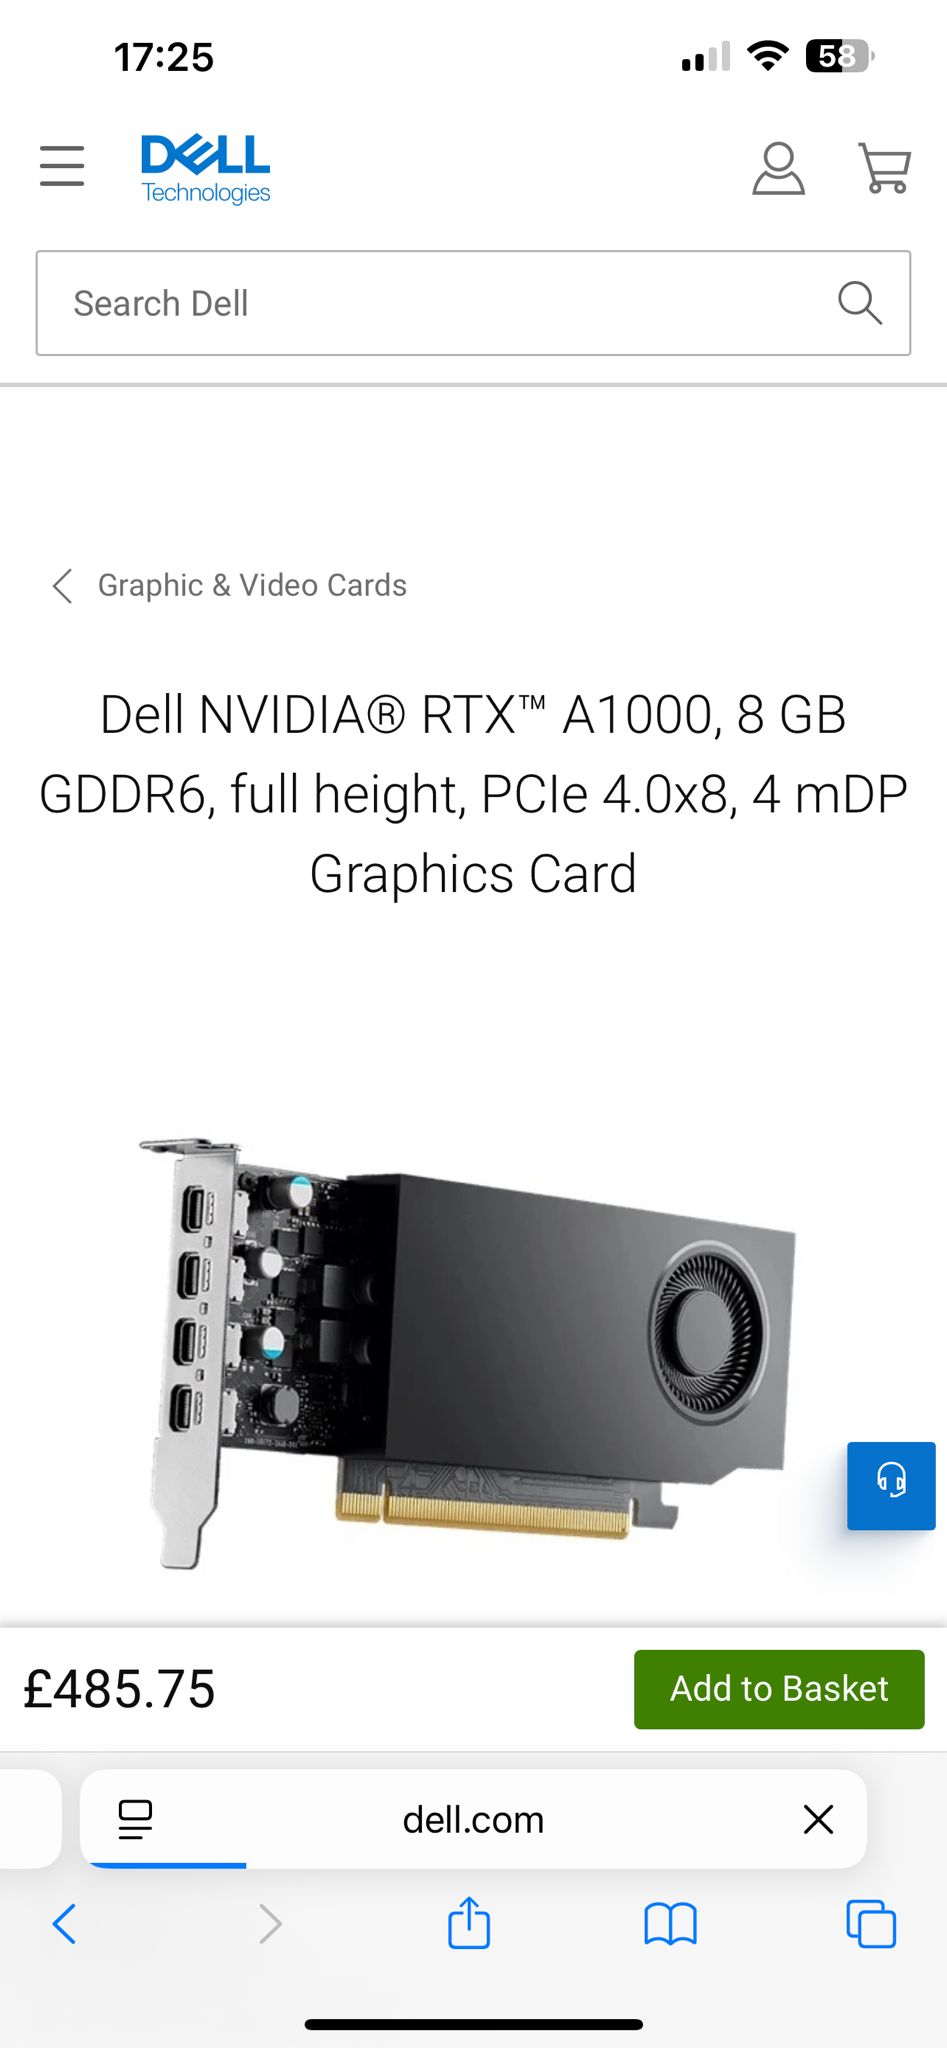 17:25
58
DELL
Technologies
Search Dell
Graphic & Video Cards
Dell NVIDIA® RTX™ A1000, 8 GB
GDDR6, full height, PCIe 4.0x8, 4 mDP
Graphics Card
£485.75
Add to Basket
dell.com